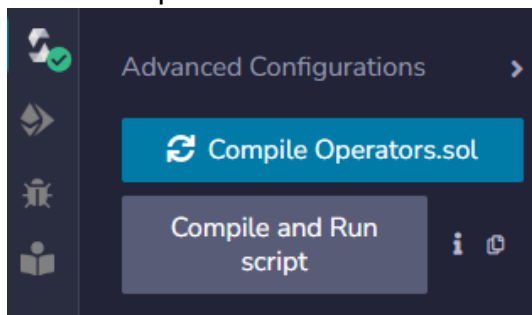 Advanced Configurations
Compile Operators.sol
Compile and Run
script